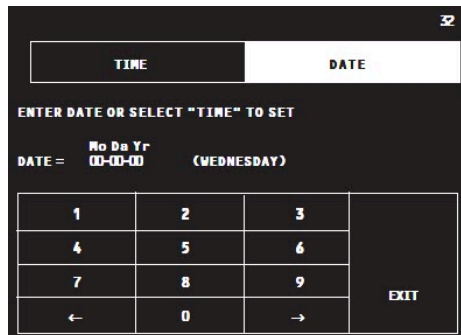 32
TIME DATE
ENTER DATE OR SELECT "TIME" TO SET
Mo Da Yr
DATE = 00-00-00 (WEDNESDAY)
1 2 3
4 5 6
7 8 9
EXIT
← 0 →